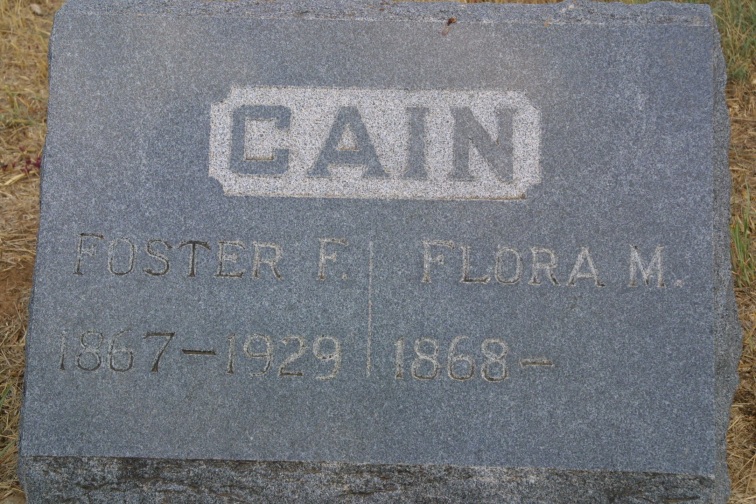 CAIN
FOSTER F. FLORA M.
1867-1929 1868-